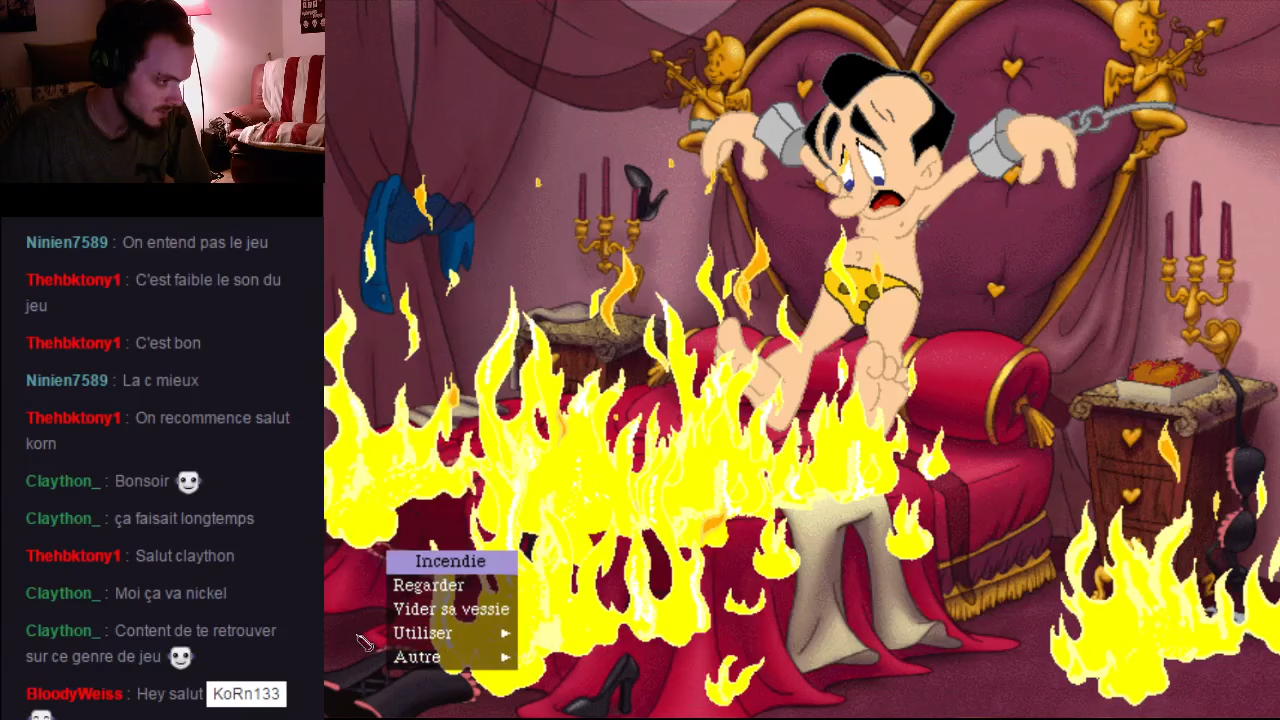 Ninien7589 : On entend pas le jeu
Thehbktony1 : C'est faible le son du
jeu
Thehbktony1 : C'est bon
Ninien7589 : La c mieux
Thehbktony1 : On recommence salut
korn
Claython_ : Bonsoir
Claython_ : ça faisait longtemps
Thehbktony1 : Salut claython
Claython_ : Moi ça va nickel
Claython_ : Content de te retrouver
sur ce genre de jeu
BloodyWeiss : Hey salut KoRn133
Incendie
Regarder
Vider sa vessie
Utiliser
Autre